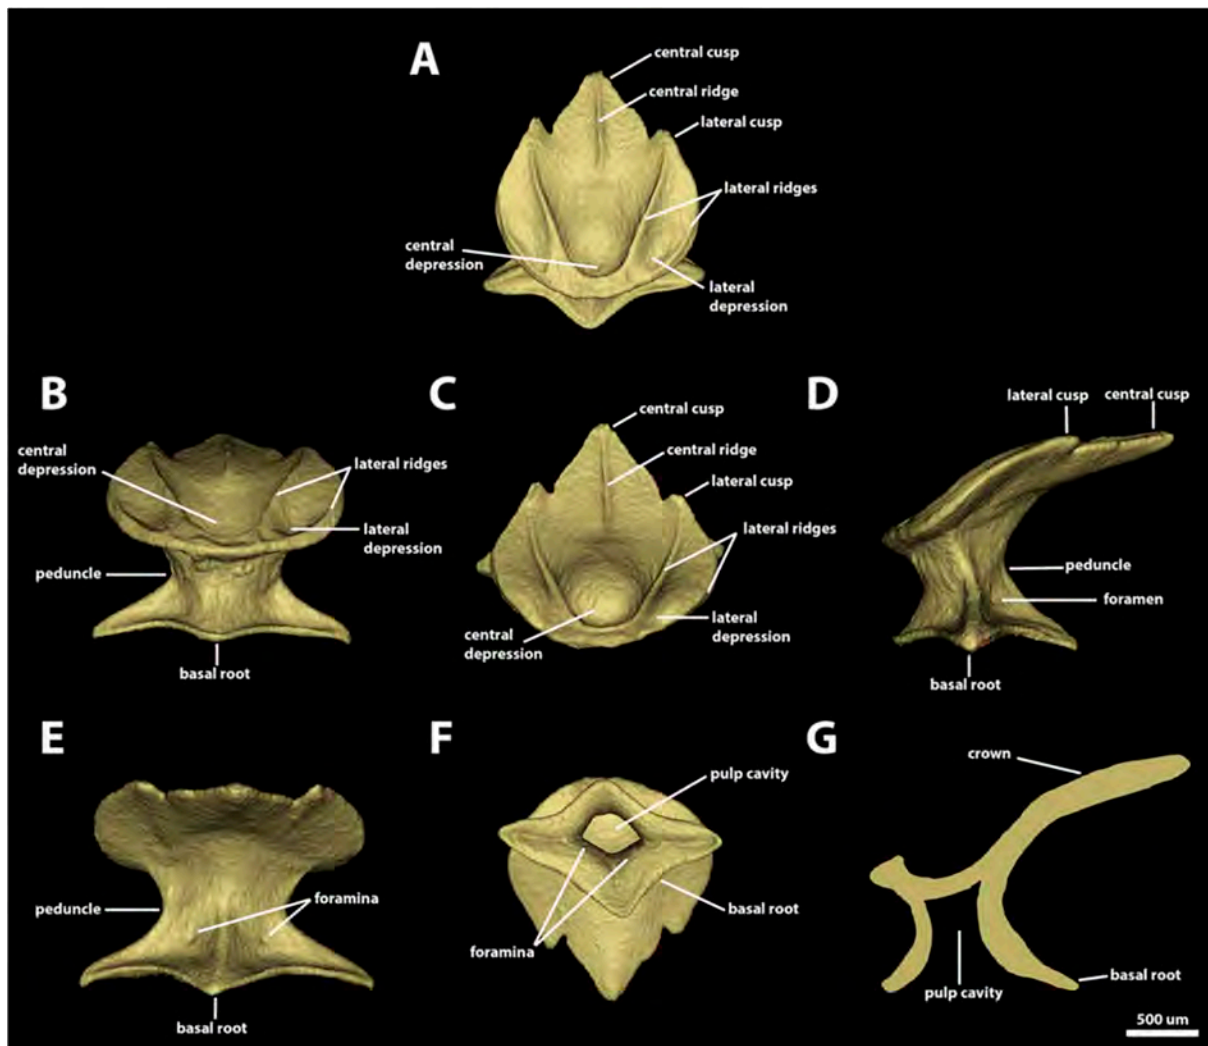 A
central cusp
central ridge
lateral cusp
lateral ridges
central
depression
lateral
depression
B
central
depression
lateral ridges
lateral
depression
peduncle
basal root
C
central cusp
central ridge
lateral cusp
lateral ridges
lateral
depression
central
depression
D
lateral cusp
central cusp
peduncle
foramen
basal root
E
peduncle
foramina
basal root
F
pulp cavity
basal root
foramina
G
crown
basal root
pulp cavity
500 um